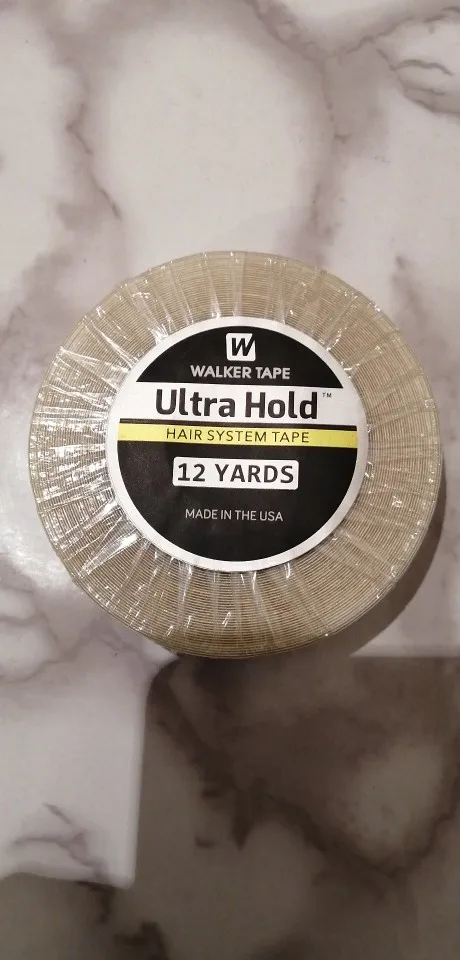 W
WALKER TAPE
Ultra Hold™
HAIR SYSTEM TAPE
12 YARDS
MADE IN THE USA